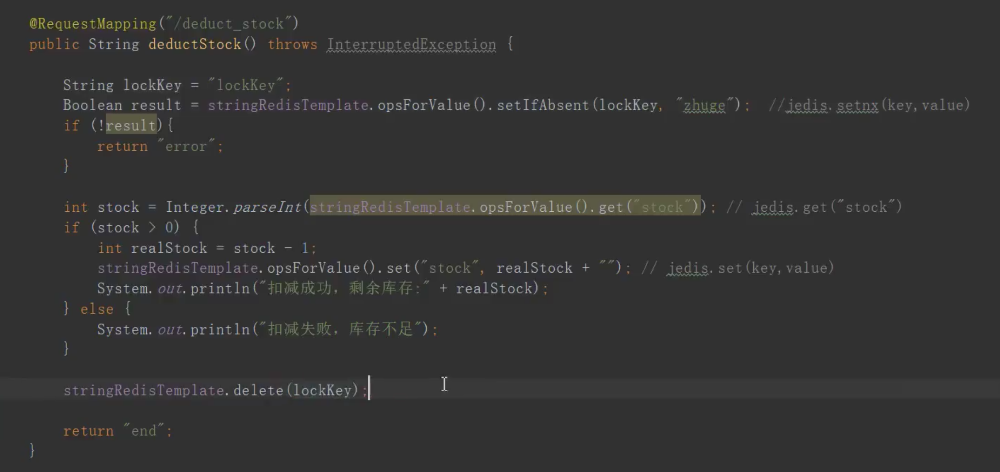 @RequestMapping("/deduct_stock")
public String deductStock() throws InterruptedException {
String lockKey = "lockKey";
Boolean result = stringRedisTemplate.opsForValue().setIfAbsent(lockKey, "zhuge"); //jedis.setnx(key,value)
if (!result){
return "error";
}
int stock = Integer.parseInt(stringRedisTemplate.opsForValue().get("stock")); // jedis.get("stock")
if (stock > 0) {
int realStock = stock - 1;
stringRedisTemplate.opsForValue().set("stock", realStock + ""); // jedis.set(key,value)
System.out.println("扣减成功，剩余库存:" + realStock);
} else {
System.out.println("扣减失败，库存不足");
}
stringRedisTemplate.delete(lockKey);
return "end";
}